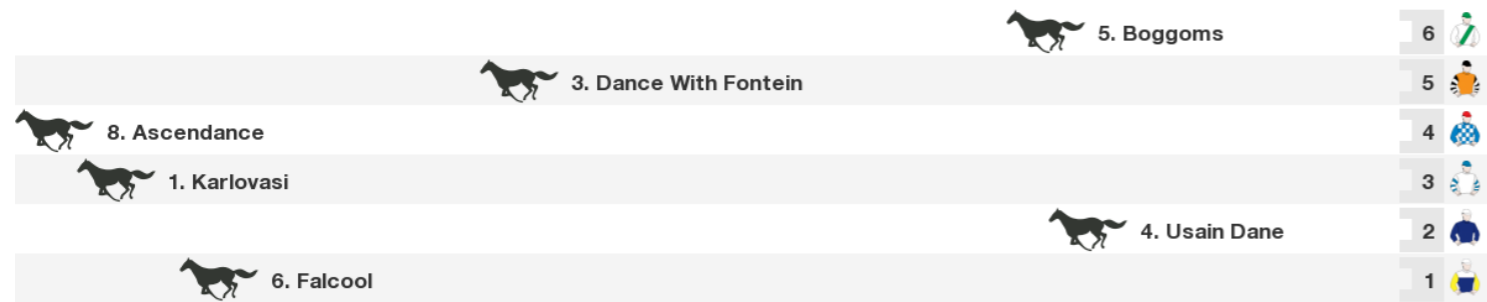 5. Boggoms 6
3. Dance With Fontein 5
8. Ascendance 4
1. Karlovasi 3
4. Usain Dane 2
6. Falcool 1